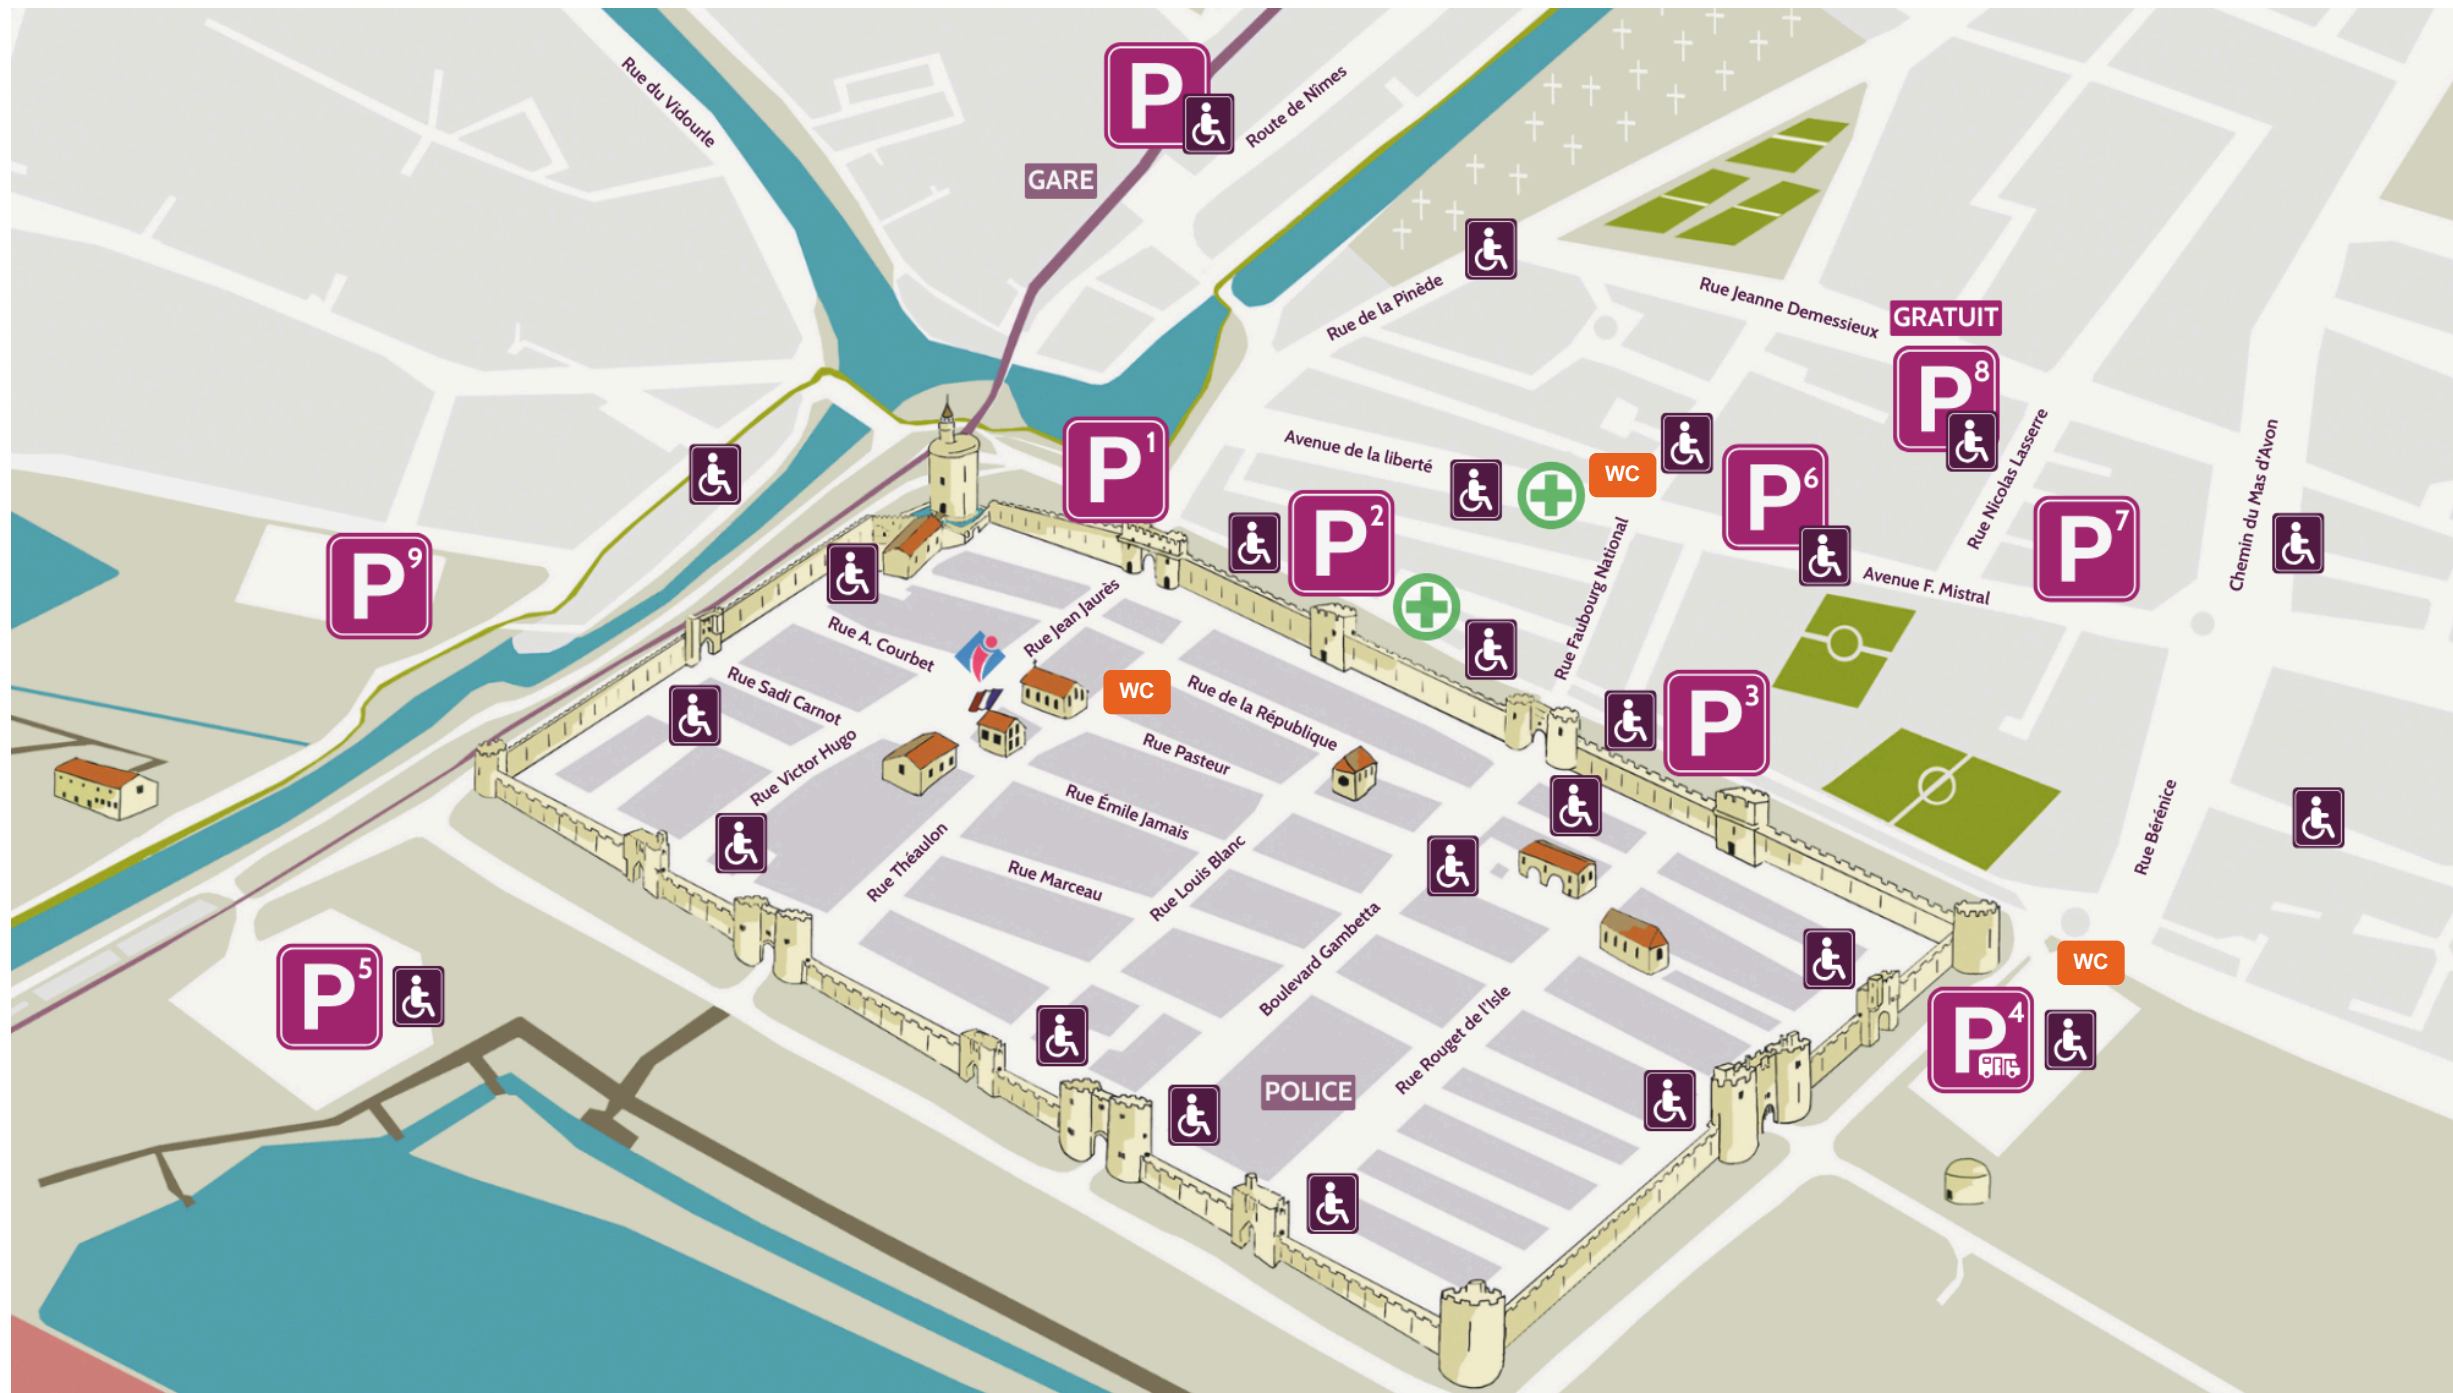 Rue du Vidourle
P
Route de Nîmes
GARE
Rue de la Pinède
Rue Jeanne Demessieux
GRATUIT
P8
Avenue de la liberté
WC
P1
P2
P6
P7
P9
Rue Nicolas Lasserre
Chemin du Mas d'Avon
Rue Faubourg National
Avenue F. Mistral
Rue Jean Jaurès
Rue A. Courbet
Rue Sadi Carnot
WC
Rue de la République
P3
Rue Victor Hugo
Rue Pasteur
Rue Émile Jamais
Rue Bérénice
Rue Théaulon
Rue Marceau
Rue Louis Blanc
Boulevard Gambetta
WC
P5
P4
Rue Rouget de l'Isle
POLICE